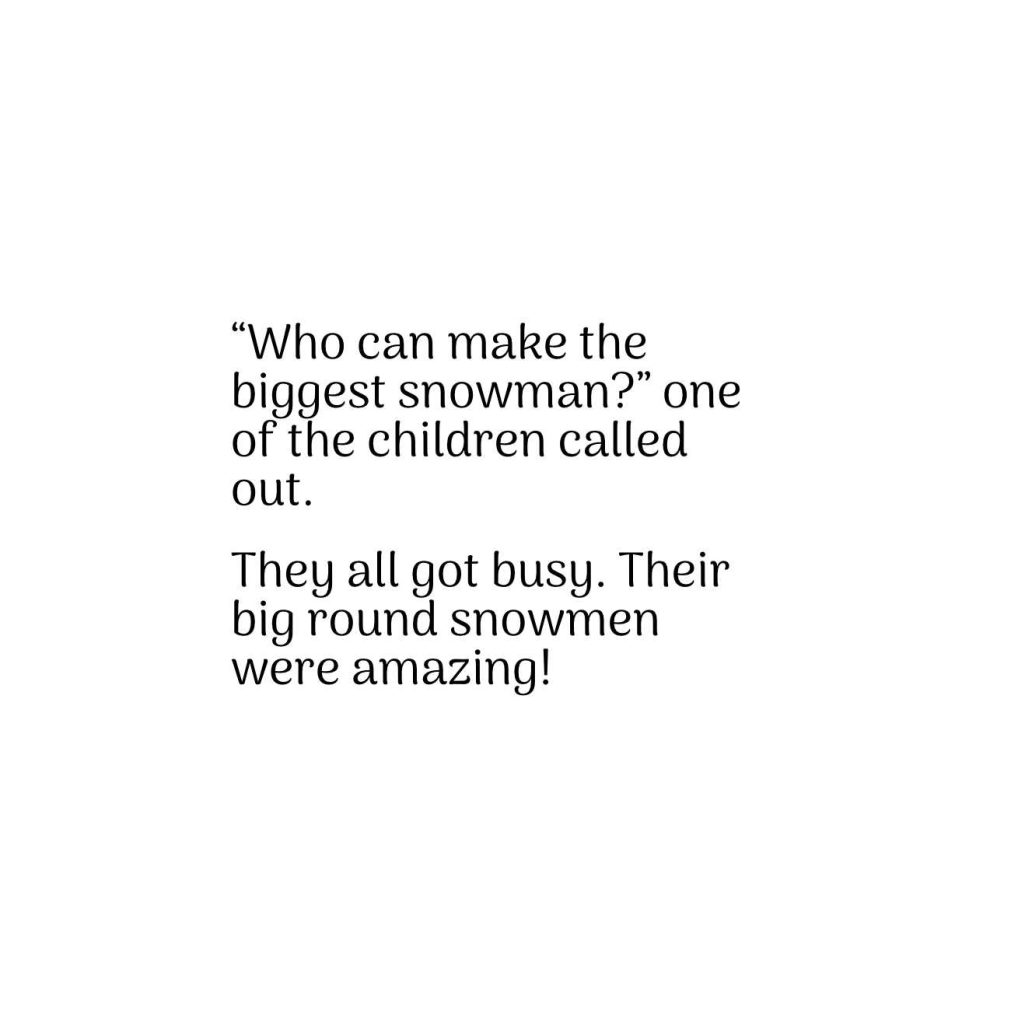 “Who can make the
biggest snowman?” one
of the children called
out.
They all got busy. Their
big round snowmen
were amazing!